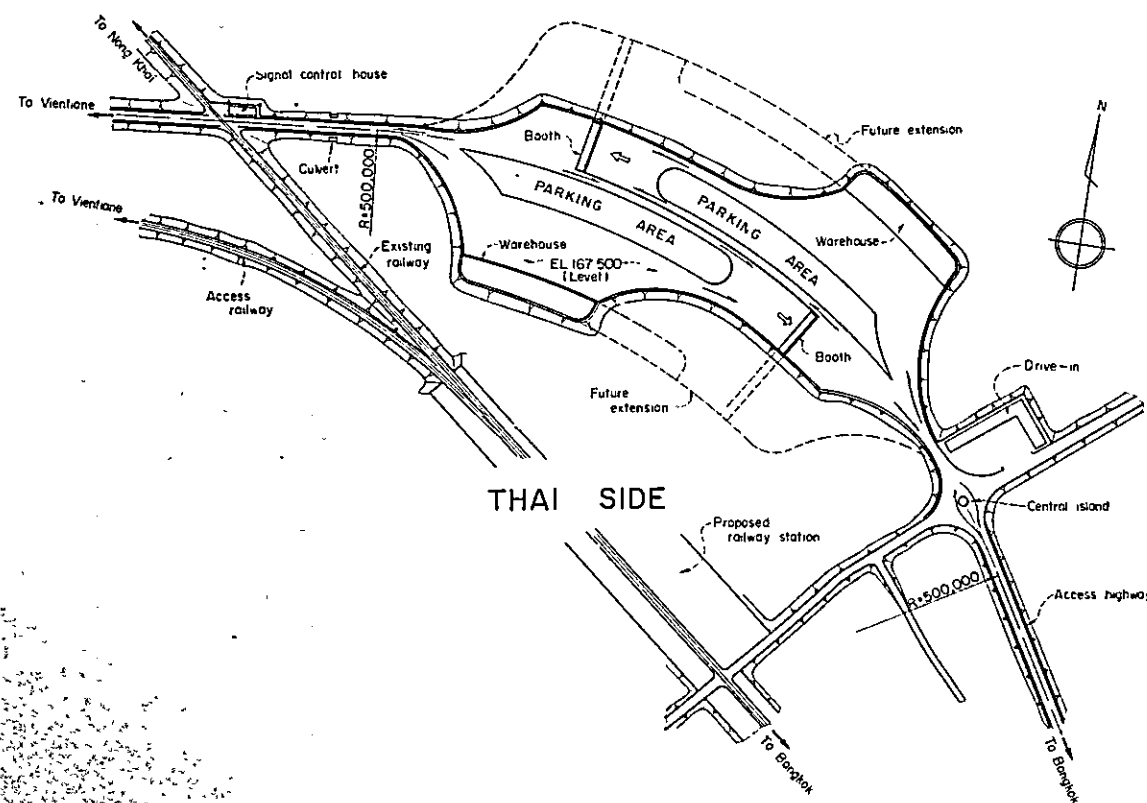 To Nong Khai
Signal control house
To Vientiane
Culvert
R=500,000
Booth
Future extension
N
PARKING AREA
PARKING AREA
Warehouse
Warehouse
EL 167 500
(Level)
To Vientiane
Existing
railway
Access
railway
Booth
Drive-in
Future
extension
THAI SIDE
Central island
Proposed
railway station
R=500,000
Access highway
To Bangkok
To Bangkok